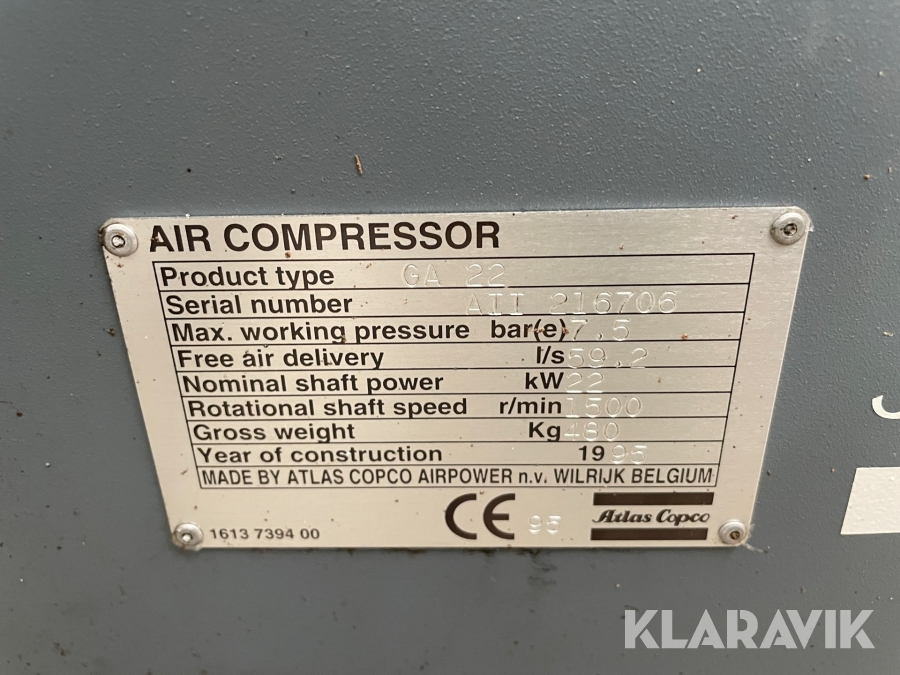 AIR COMPRESSOR
Product type GA 22
Serial number AII 216706
Max. working pressure bar(e) 7.5
Free air delivery l/s 59.2
Nominal shaft power kW 22
Rotational shaft speed r/min 1500
Gross weight Kg 480
Year of construction 1995
MADE BY ATLAS COPCO AIRPOWER n.v. WILRIJK BELGIUM
1613 7394 00 CE 95 Atlas Copco
KLARAVIK